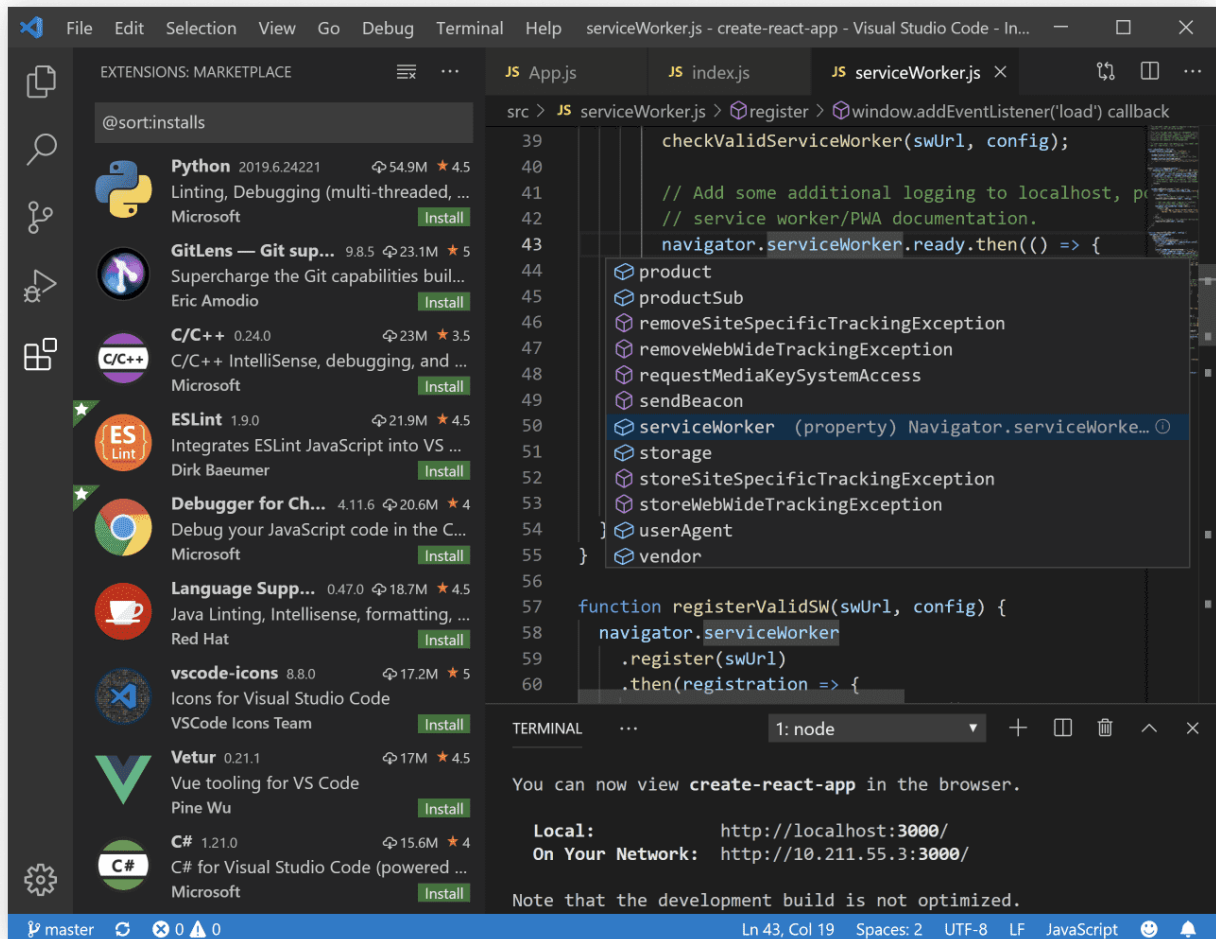 File Edit Selection View Go Debug Terminal Help serviceWorker.js - create-react-app - Visual Studio Code - In...
EXTENSIONS: MARKETPLACE
@sort:installs
Python 2019.6.24221 54.9M 4.5
Linting, Debugging (multi-threaded, ...
Microsoft Install
GitLens — Git sup... 9.8.5 23.1M 5
Supercharge the Git capabilities buil...
Eric Amodio Install
C/C++
C/C++ 0.24.0 23M 3.5
C/C++ IntelliSense, debugging, and ...
Microsoft Install
ES
Lint
ESLint 1.9.0 21.9M 4.5
Integrates ESLint JavaScript into VS ...
Dirk Baeumer Install
Debugger for Ch... 4.11.6 20.6M 4
Debug your JavaScript code in the C...
Microsoft Install
Language Supp... 0.47.0 18.7M 4.5
Java Linting, Intellisense, formatting, ...
Red Hat Install
vscode-icons 8.8.0 17.2M 5
Icons for Visual Studio Code
VSCode Icons Team Install
Vetur 0.21.1 17M 4.5
Vue tooling for VS Code
Pine Wu Install
C#
C# 1.21.0 15.6M 4
C# for Visual Studio Code (powered ...
Microsoft Install
JS App.js JS index.js JS serviceWorker.js
src > JS serviceWorker.js > register > window.addEventListener('load') callback
39 checkValidServiceWorker(swUrl, config);
40
41 // Add some additional logging to localhost, po
42 // service worker/PWA documentation.
43 navigator.serviceWorker.ready.then(() => {
44 product
45 productSub
46 removeSiteSpecificTrackingException
47 removeWebWideTrackingException
48 requestMediaKeySystemAccess
49 sendBeacon
50 serviceWorker (property) Navigator.serviceWorke...
51 storage
52 storeSiteSpecificTrackingException
53 storeWebWideTrackingException
54 } userAgent
55 } vendor
56
57 function registerValidSW(swUrl, config) {
58 navigator.serviceWorker
59 .register(swUrl)
60 .then(registration => {
TERMINAL ... 1: node
You can now view create-react-app in the browser.
Local: http://localhost:3000/
On Your Network: http://10.211.55.3:3000/
Note that the development build is not optimized.
master 0 0 Ln 43, Col 19 Spaces: 2 UTF-8 LF JavaScript